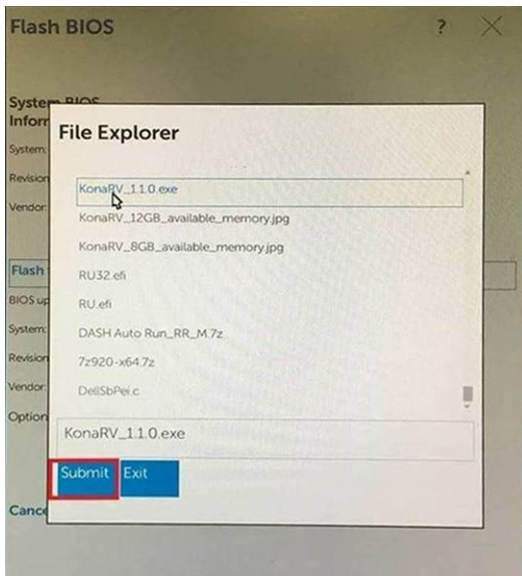 Flash BIOS
?
System BIOS
Infor
System:
Revision
Vendor:
File Explorer
KonaRV_1.1.0.exe
KonaRV_12GB_available_memory.jpg
KonaRV_8GB_available_memory.jpg
RU32.efi
RU.efi
DASH Auto Run_RR_M.7z
7z920-x64.7z
DellSbPei.c
Flash
BIOS up
System:
Revision
Vendor:
Option
KonaRV_1.1.0.exe
Submit Exit
Cance